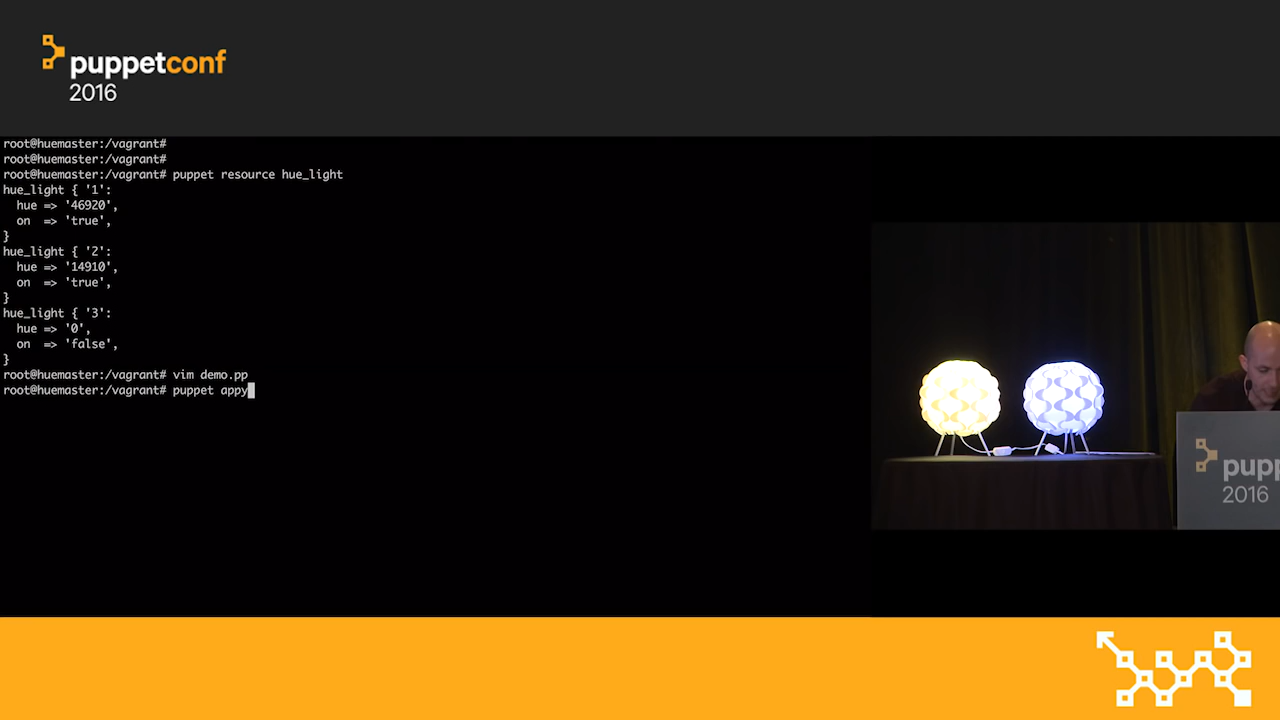 puppetconf
2016
root@huemaster:/vagrant#
root@huemaster:/vagrant#
root@huemaster:/vagrant# puppet resource hue_light
hue_light { '1':
  hue => '46920',
  on  => 'true',
}
hue_light { '2':
  hue => '14910',
  on  => 'true',
}
hue_light { '3':
  hue => '0',
  on  => 'false',
}
root@huemaster:/vagrant# vim demo.pp
root@huemaster:/vagrant# puppet appy
pupp
2016